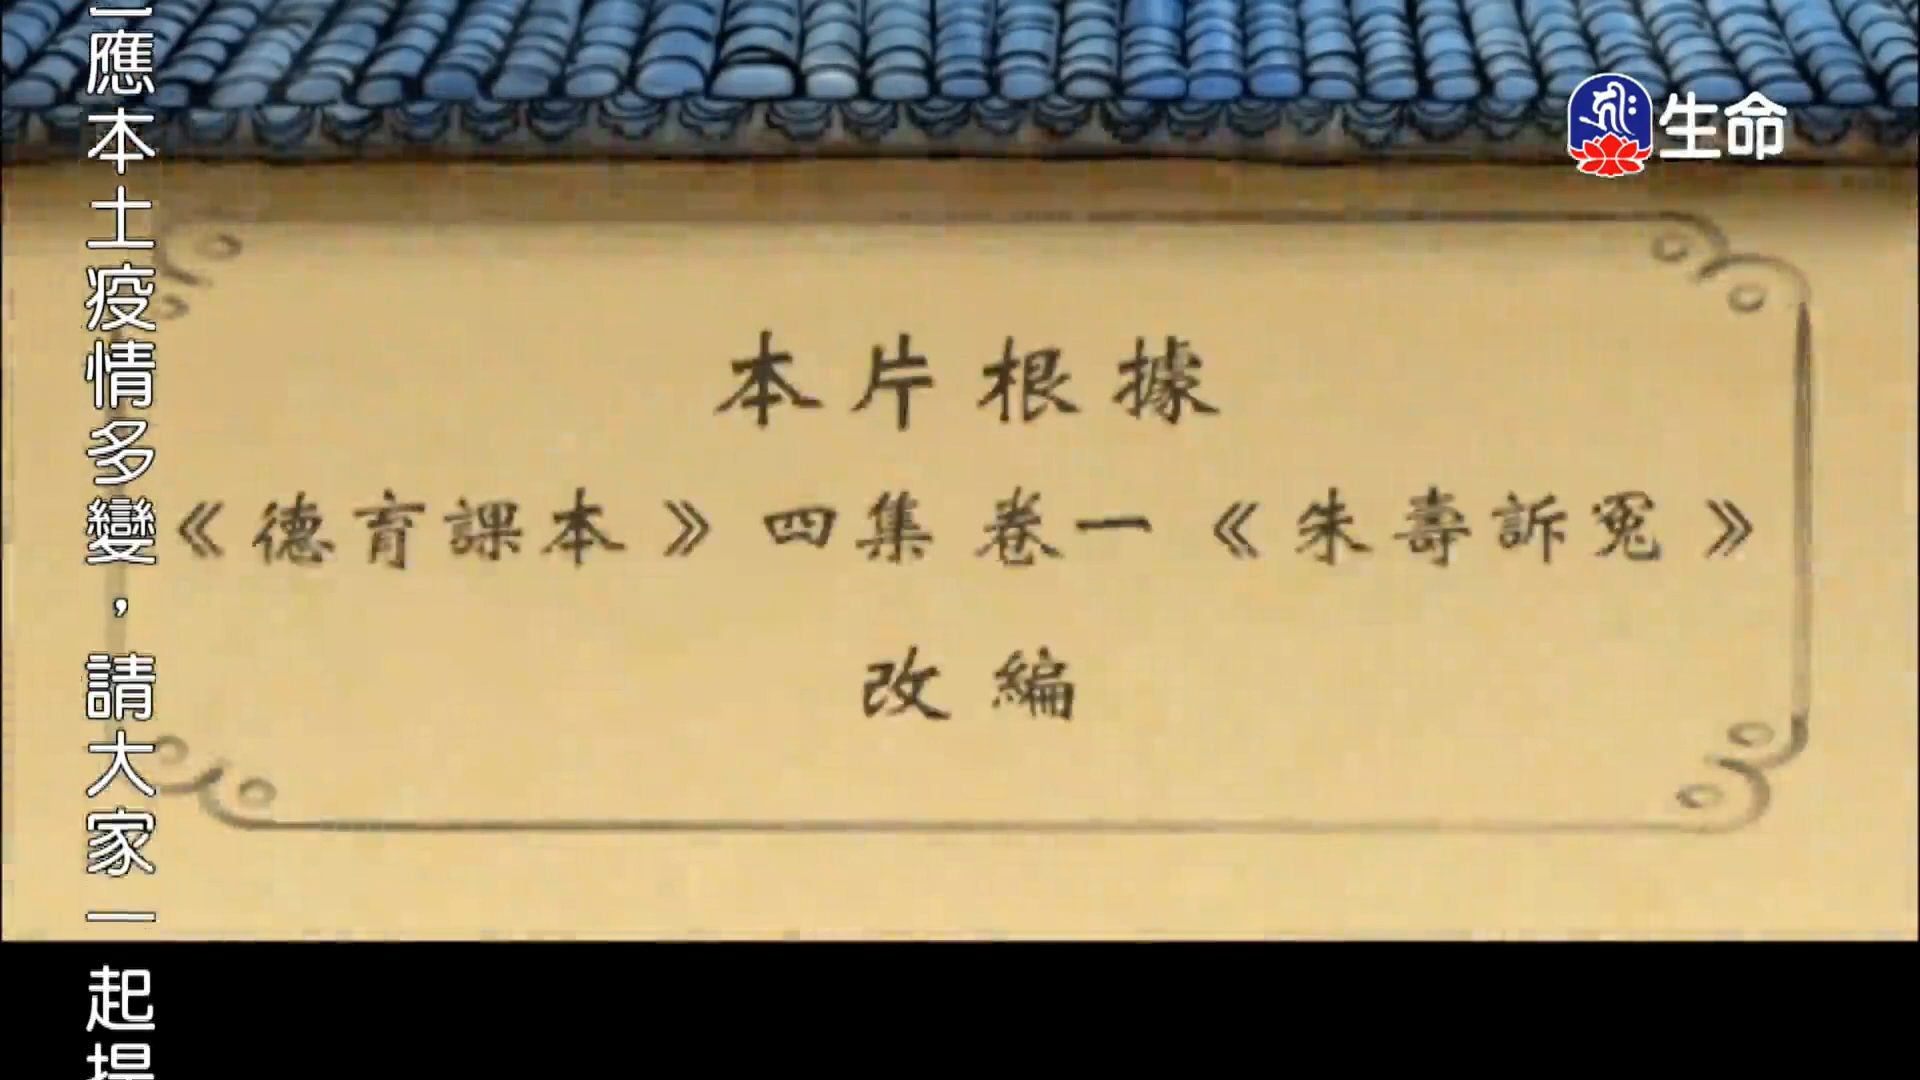 生命
本片根據
《德育課本》四集 卷一《朱壽訴冤》
改編
應本土疫情多變，請大家一起